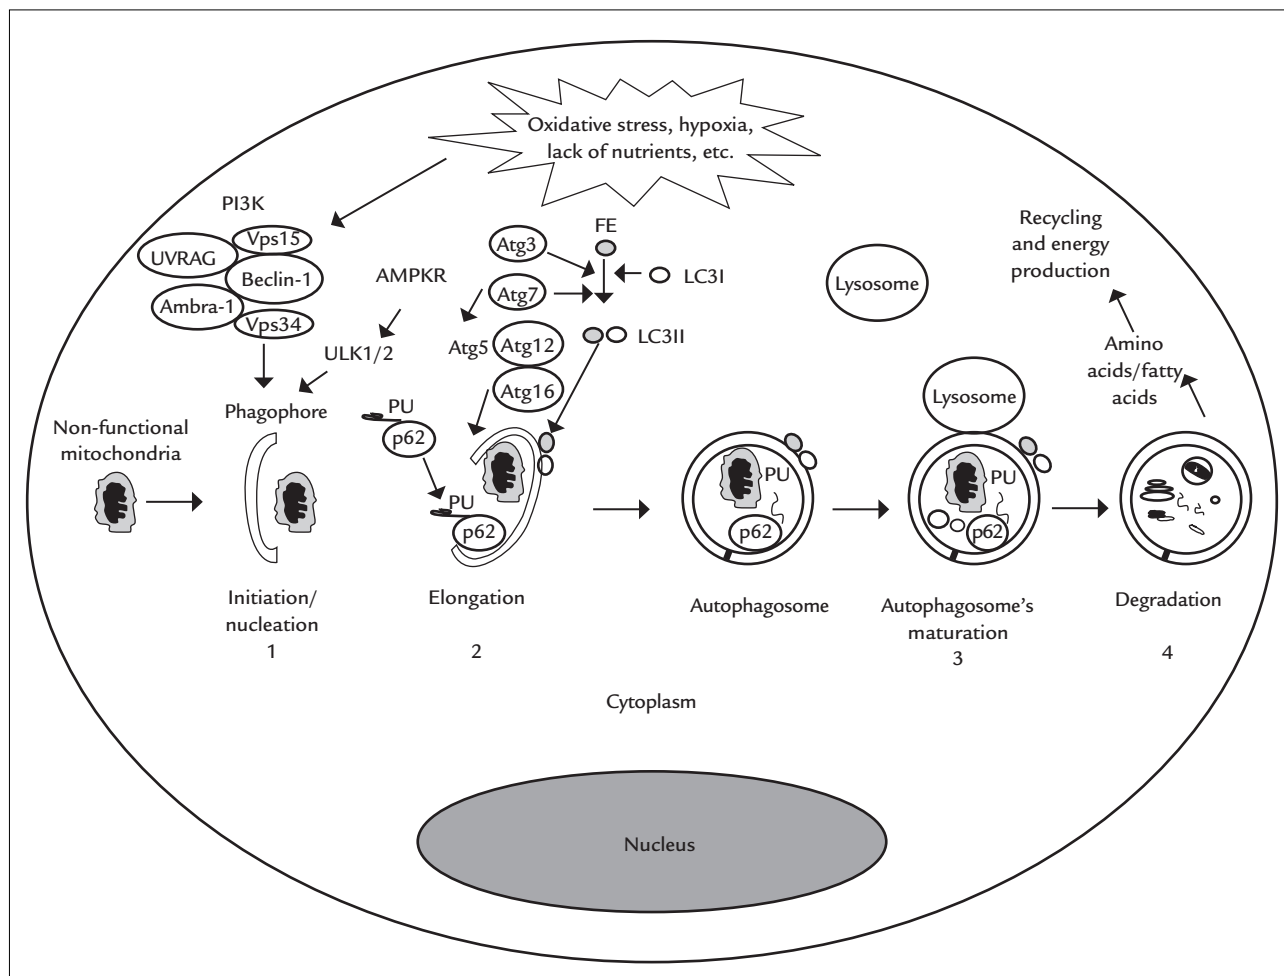 Oxidative stress, hypoxia,
lack of nutrients, etc.
PI3K
Vps15
UVRAG
Beclin-1
Ambra-1
Vps34
AMPKR
ULK1/2
Atg3
FE
LC3I
Atg7
Atg5
Atg12
LC3II
Atg16
Lysosome
Recycling
and energy
production
Amino
acids/fatty
acids
Phagophore
Non-functional
mitochondria
PU
p62
PU
p62
PU
p62
Lysosome
PU
p62
Initiation/
nucleation
1
Elongation
2
Autophagosome
Autophagosome's
maturation
3
Degradation
4
Cytoplasm
Nucleus